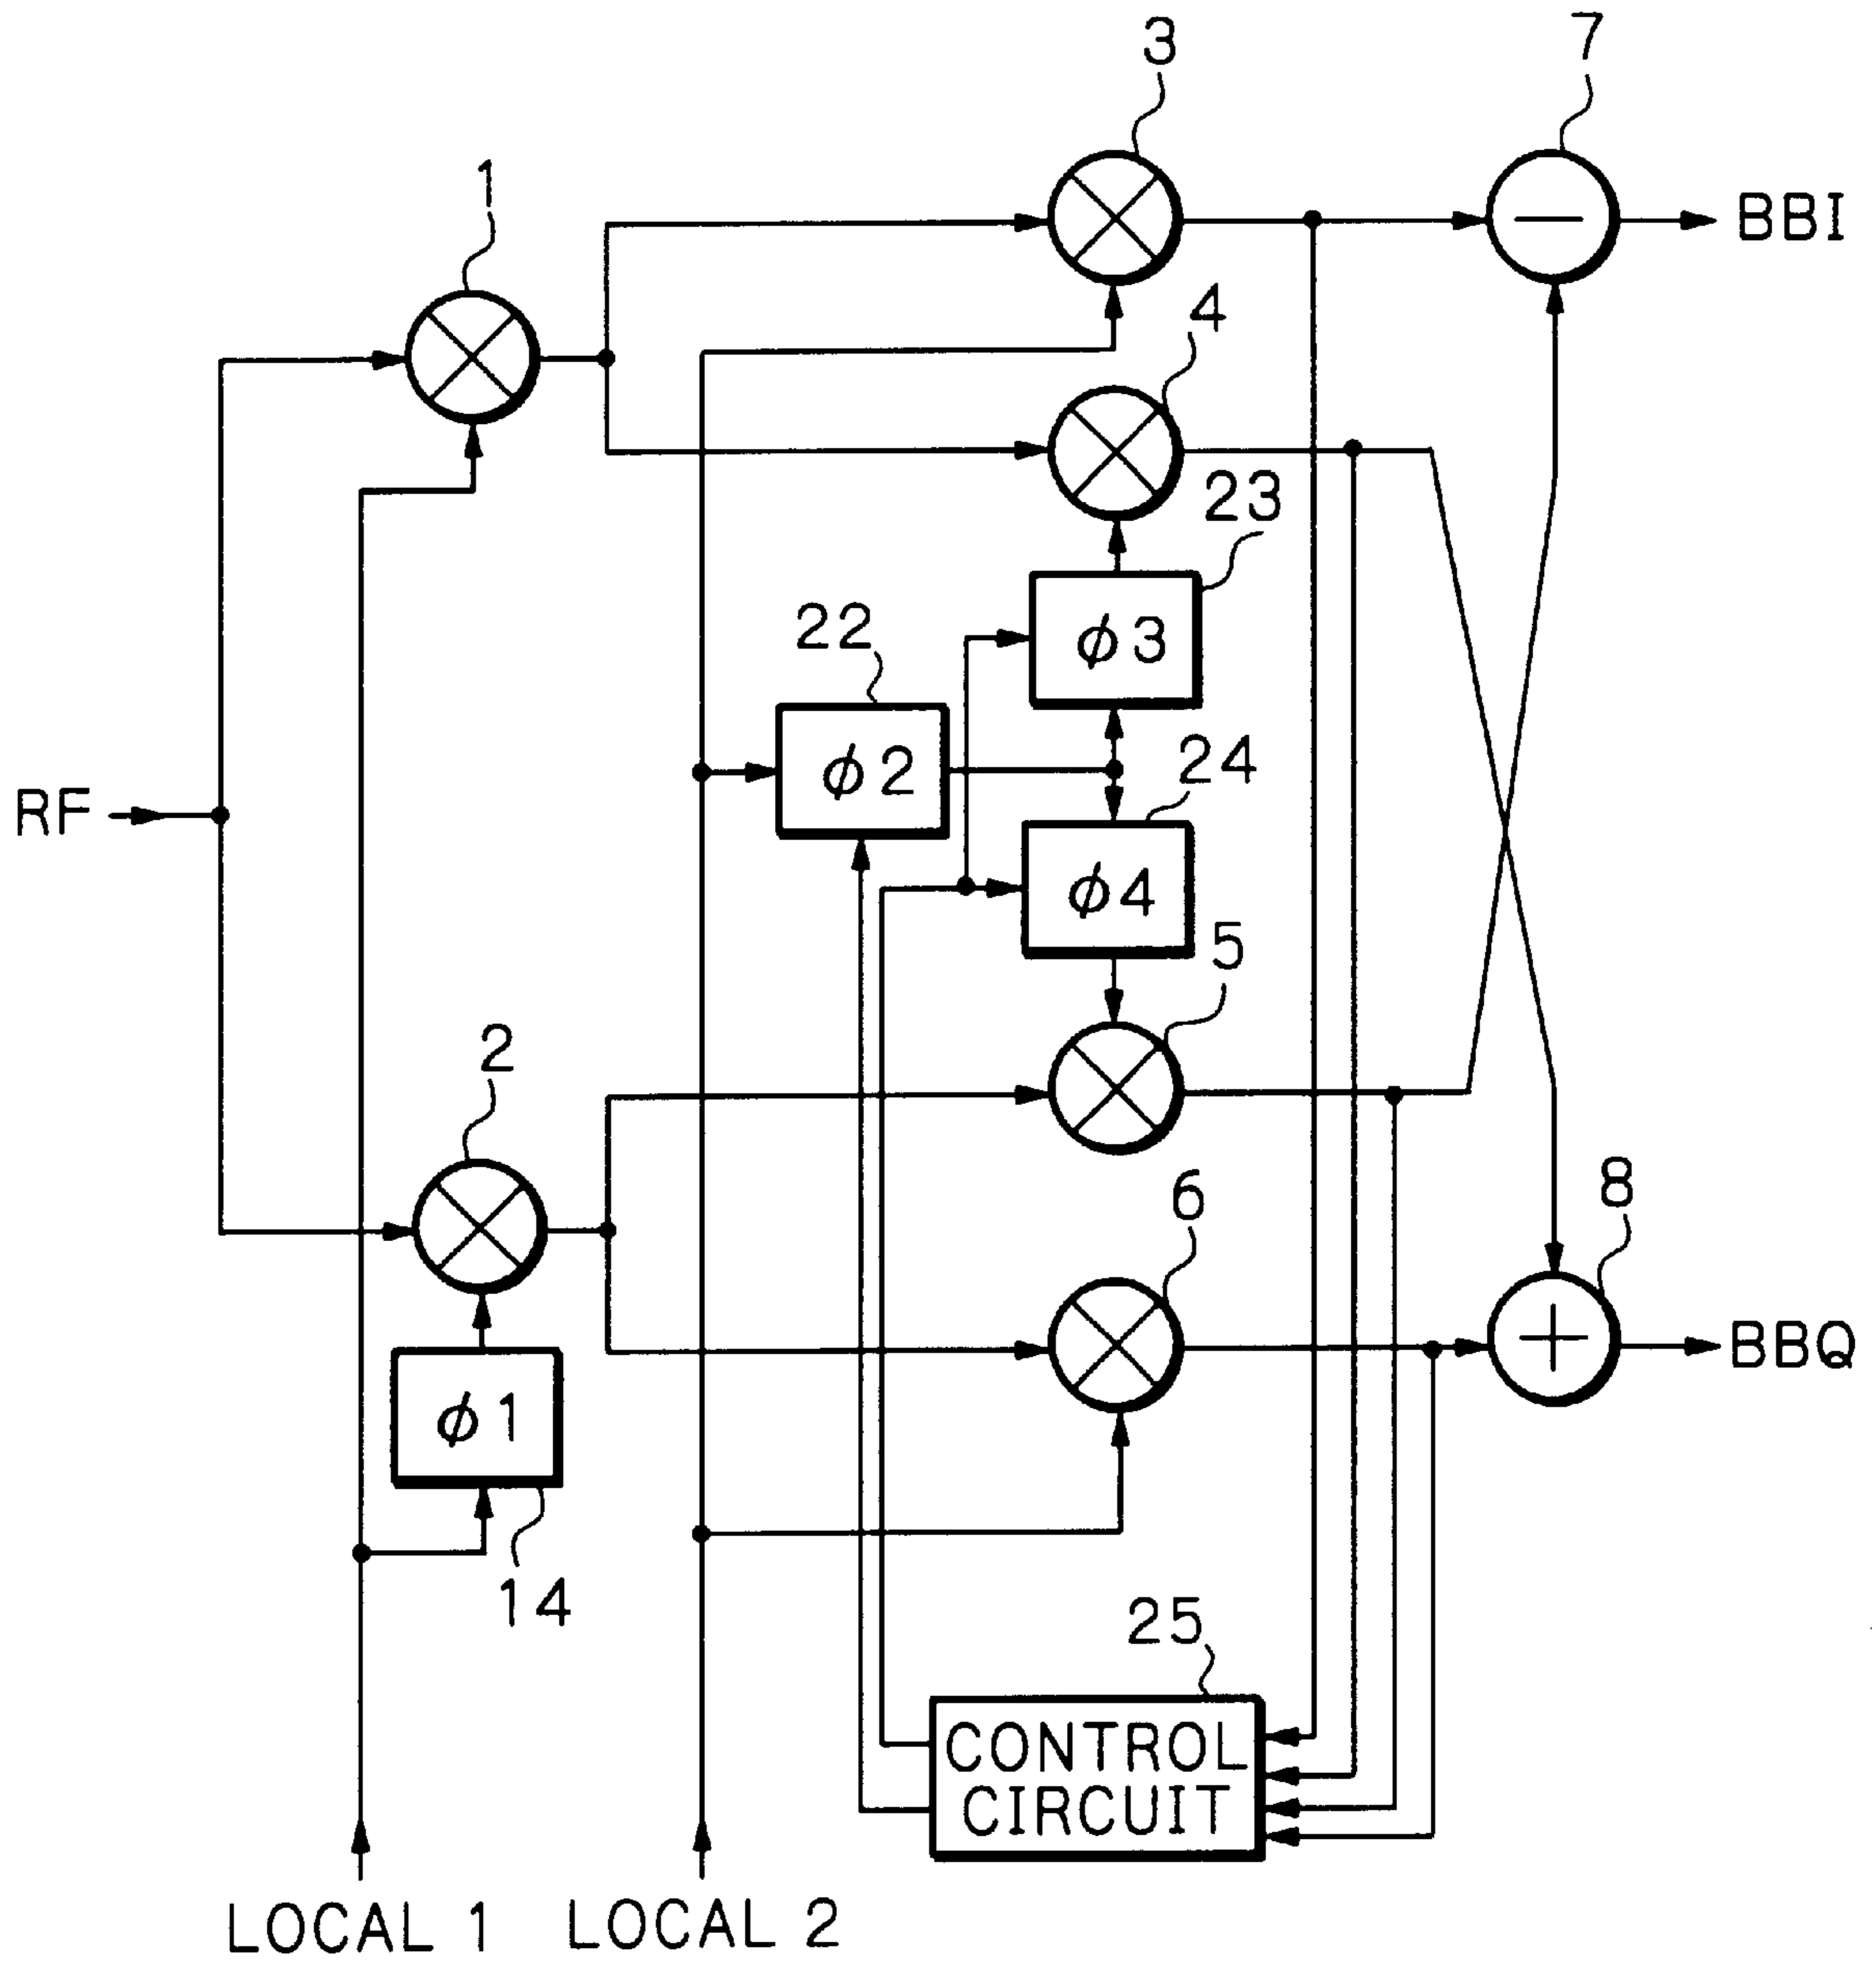 3
7
1
BBI
4
23
22
φ3
24
φ2
RF
φ4
5
2
8
6
BBQ
φ1
14
25
CONTROL
CIRCUIT
LOCAL 1
LOCAL 2